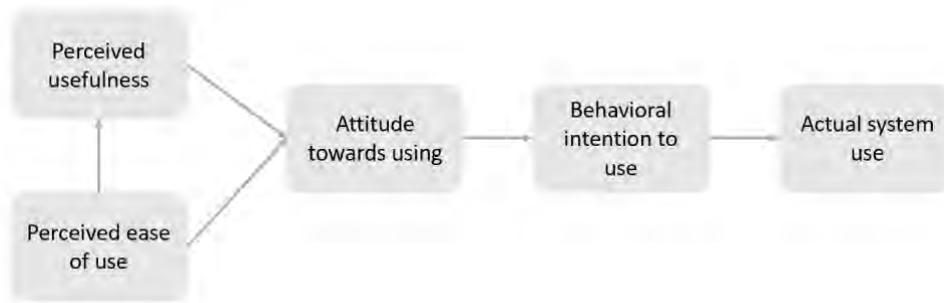 Perceived
usefulness
Attitude
towards using
Behavioral
intention to
use
Actual system
use
Perceived ease
of use